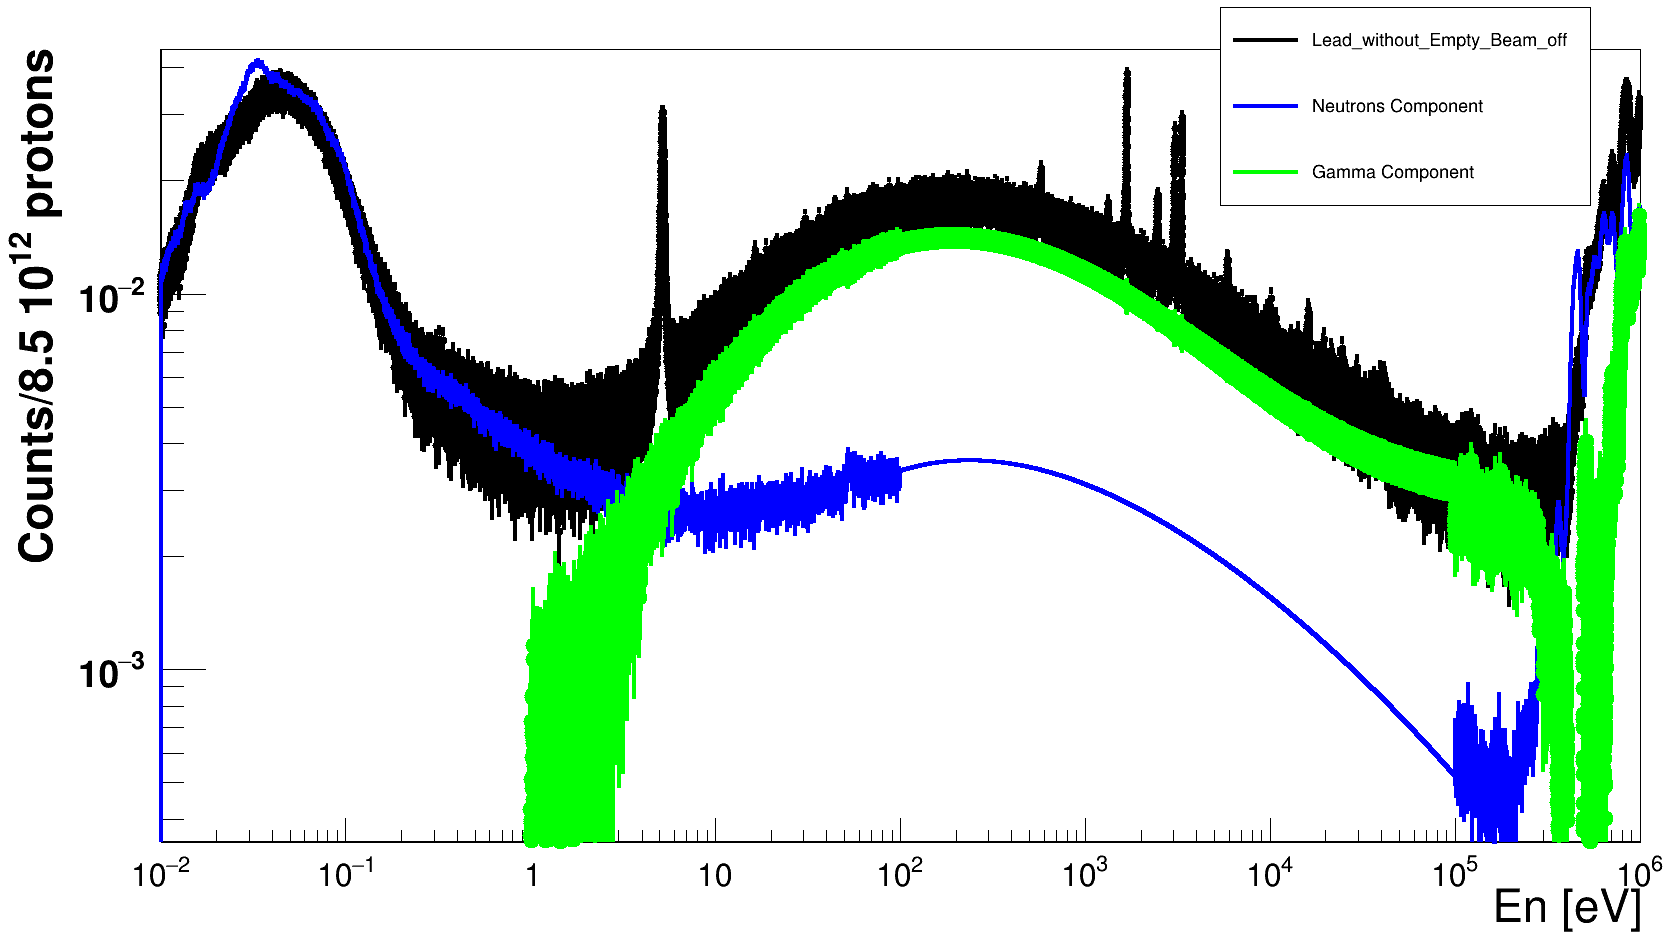 Counts/8.5 10¹² protons
Lead_without_Empty_Beam_off
Neutrons Component
Gamma Component
10⁻²
10⁻³
10⁻² 10⁻¹ 1 10 10² 10³ 10⁴ 10⁵ 10⁶
En [eV]